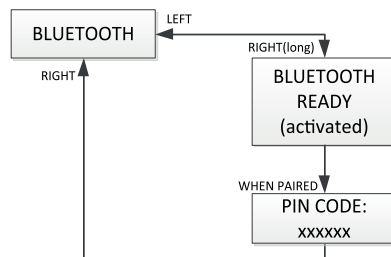 BLUETOOTH
LEFT
RIGHT(long)
RIGHT
BLUETOOTH
READY
(activated)
WHEN PAIRED
PIN CODE:
xxxxxx